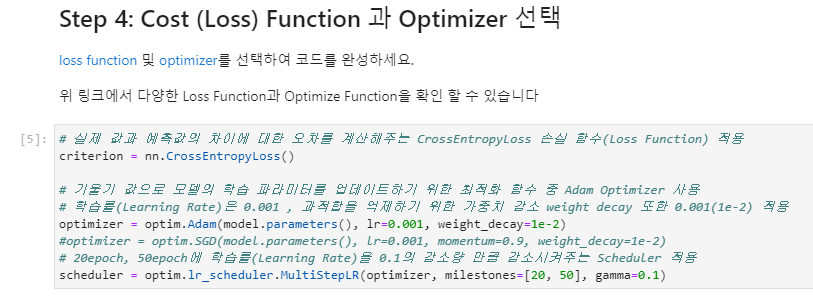 Step 4: Cost (Loss) Function 과 Optimizer 선택
loss function 및 optimizer를 선택하여 코드를 완성하세요.
위 링크에서 다양한 Loss Function과 Optimize Function을 확인 할 수 있습니다
[5]: # 실제 값과 예측값의 차이에 대한 오차를 계산해주는 CrossEntropyLoss 손실 함수(Loss Function) 적용
criterion = nn.CrossEntropyLoss()
# 기울기 값으로 모델의 학습 파라미터를 업데이트하기 위한 최적화 함수 중 Adam Optimizer 사용
# 학습률(Learning Rate)은 0.001 , 과적합을 억제하기 위한 가중치 감소 weight decay 또한 0.001(1e-2) 적용
optimizer = optim.Adam(model.parameters(), lr=0.001, weight_decay=1e-2)
#optimizer = optim.SGD(model.parameters(), lr=0.001, momentum=0.9, weight_decay=1e-2)
# 20epoch, 50epoch에 학습률(Learning Rate)을 0.1의 감소량 만큼 감소시켜주는 Scheduler 적용
scheduler = optim.lr_scheduler.MultiStepLR(optimizer, milestones=[20, 50], gamma=0.1)